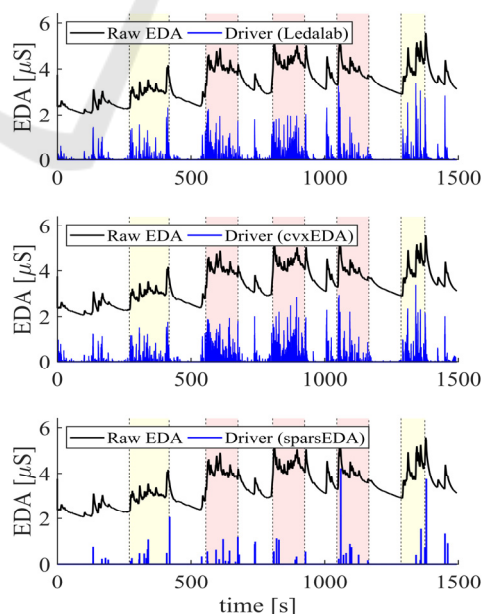 6
4
2
0
EDA [μS]
Raw EDA Driver (Ledalab)
0 500 1000 1500
6
4
2
0
EDA [μS]
Raw EDA Driver (cvxEDA)
0 500 1000 1500
6
4
2
0
EDA [μS]
Raw EDA Driver (sparsEDA)
0 500 1000 1500
time [s]